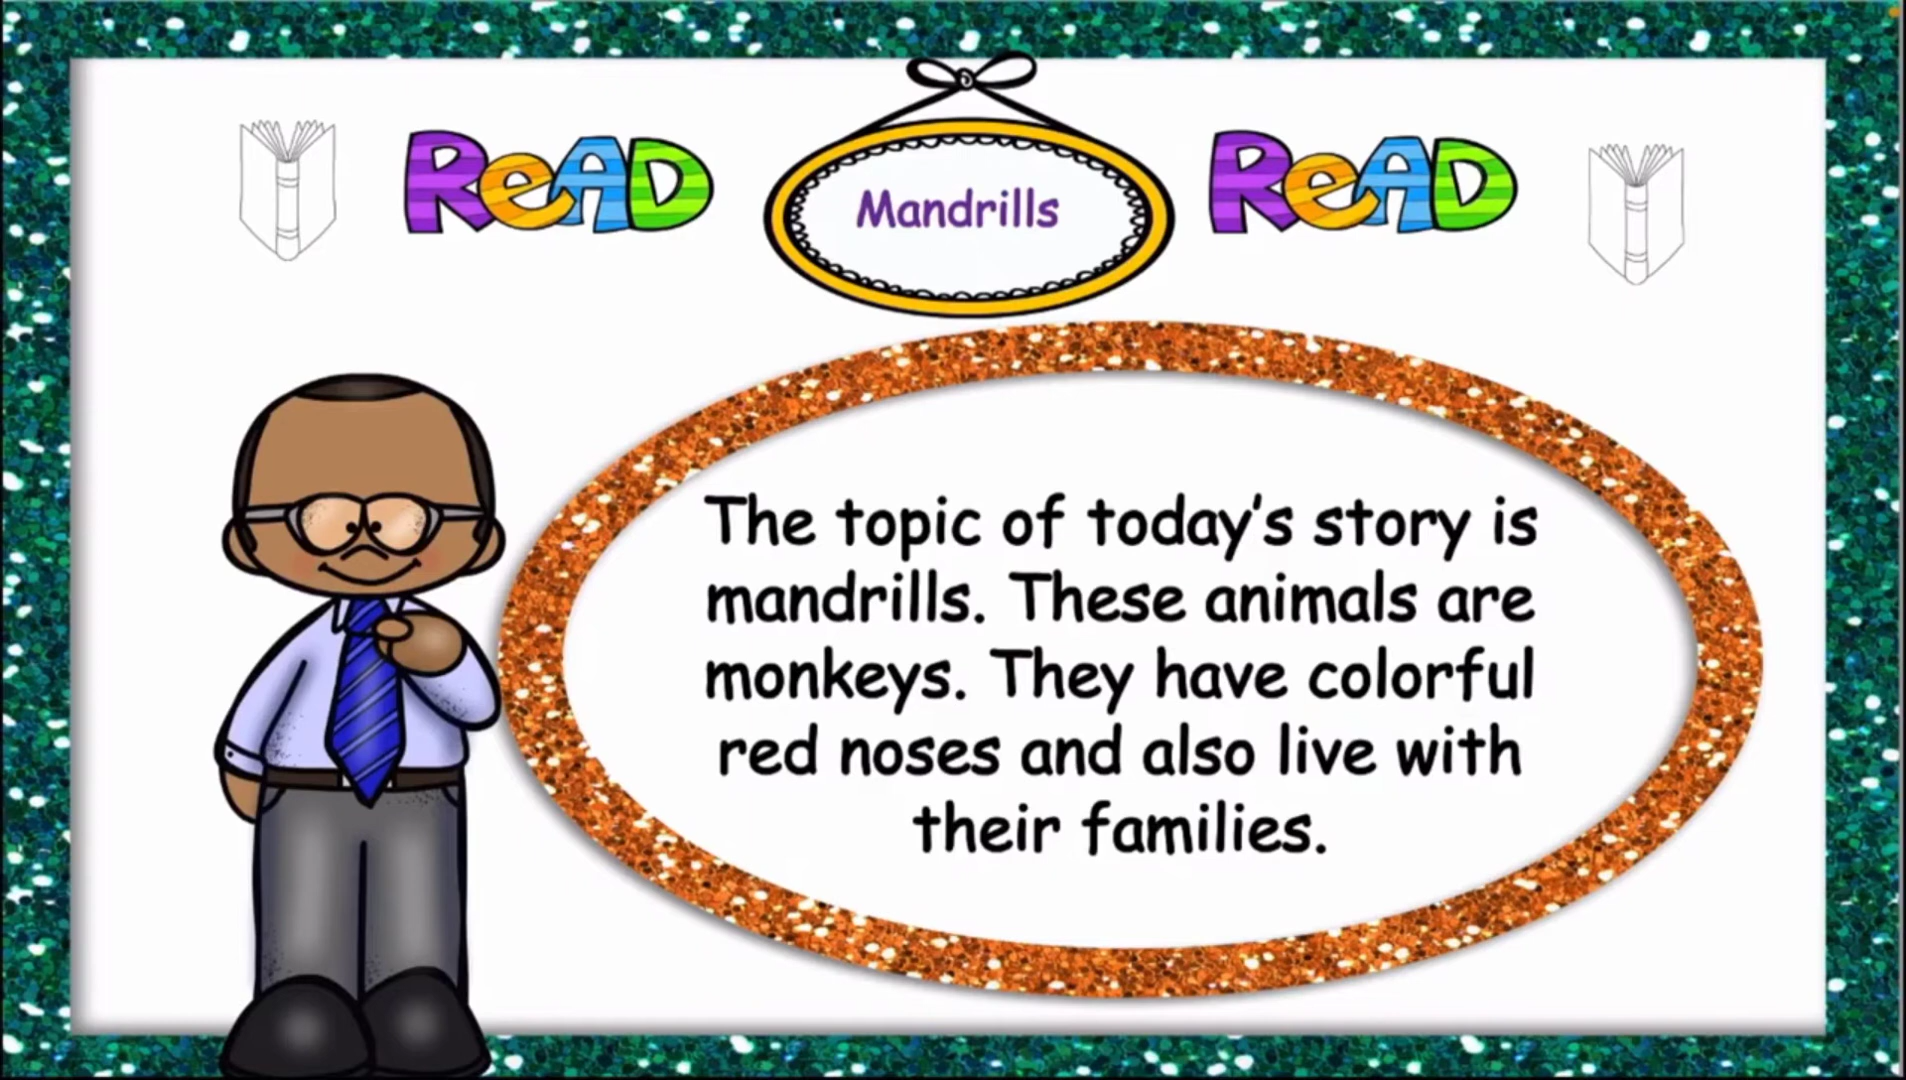 READ
Mandrills
READ
The topic of today's story is
mandrills. These animals are
monkeys. They have colorful
red noses and also live with
their families.